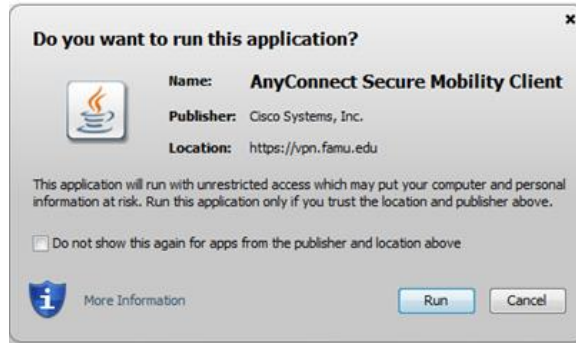 Do you want to run this application?
Name: AnyConnect Secure Mobility Client
Publisher: Cisco Systems, Inc.
Location: https://vpn.famu.edu
This application will run with unrestricted access which may put your computer and personal
information at risk. Run this application only if you trust the location and publisher above.
Do not show this again for apps from the publisher and location above
More Information
Run
Cancel